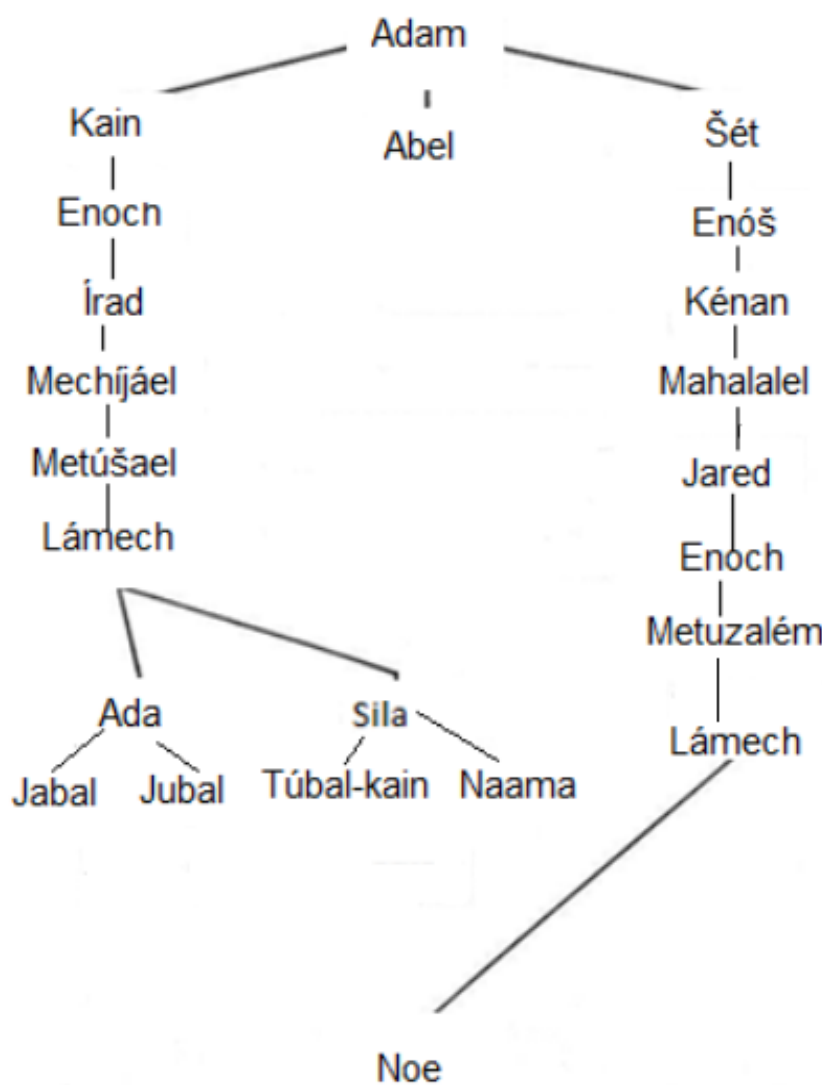 Adam
Kain
Abel
Šét
Enoch
Enóš
Írad
Kénan
Mechíjáel
Mahalalel
Metúšael
Jared
Lámech
Enoch
Metuzalém
Ada
Sila
Lámech
Jabal
Jubal
Túbal-kain
Naama
Noe